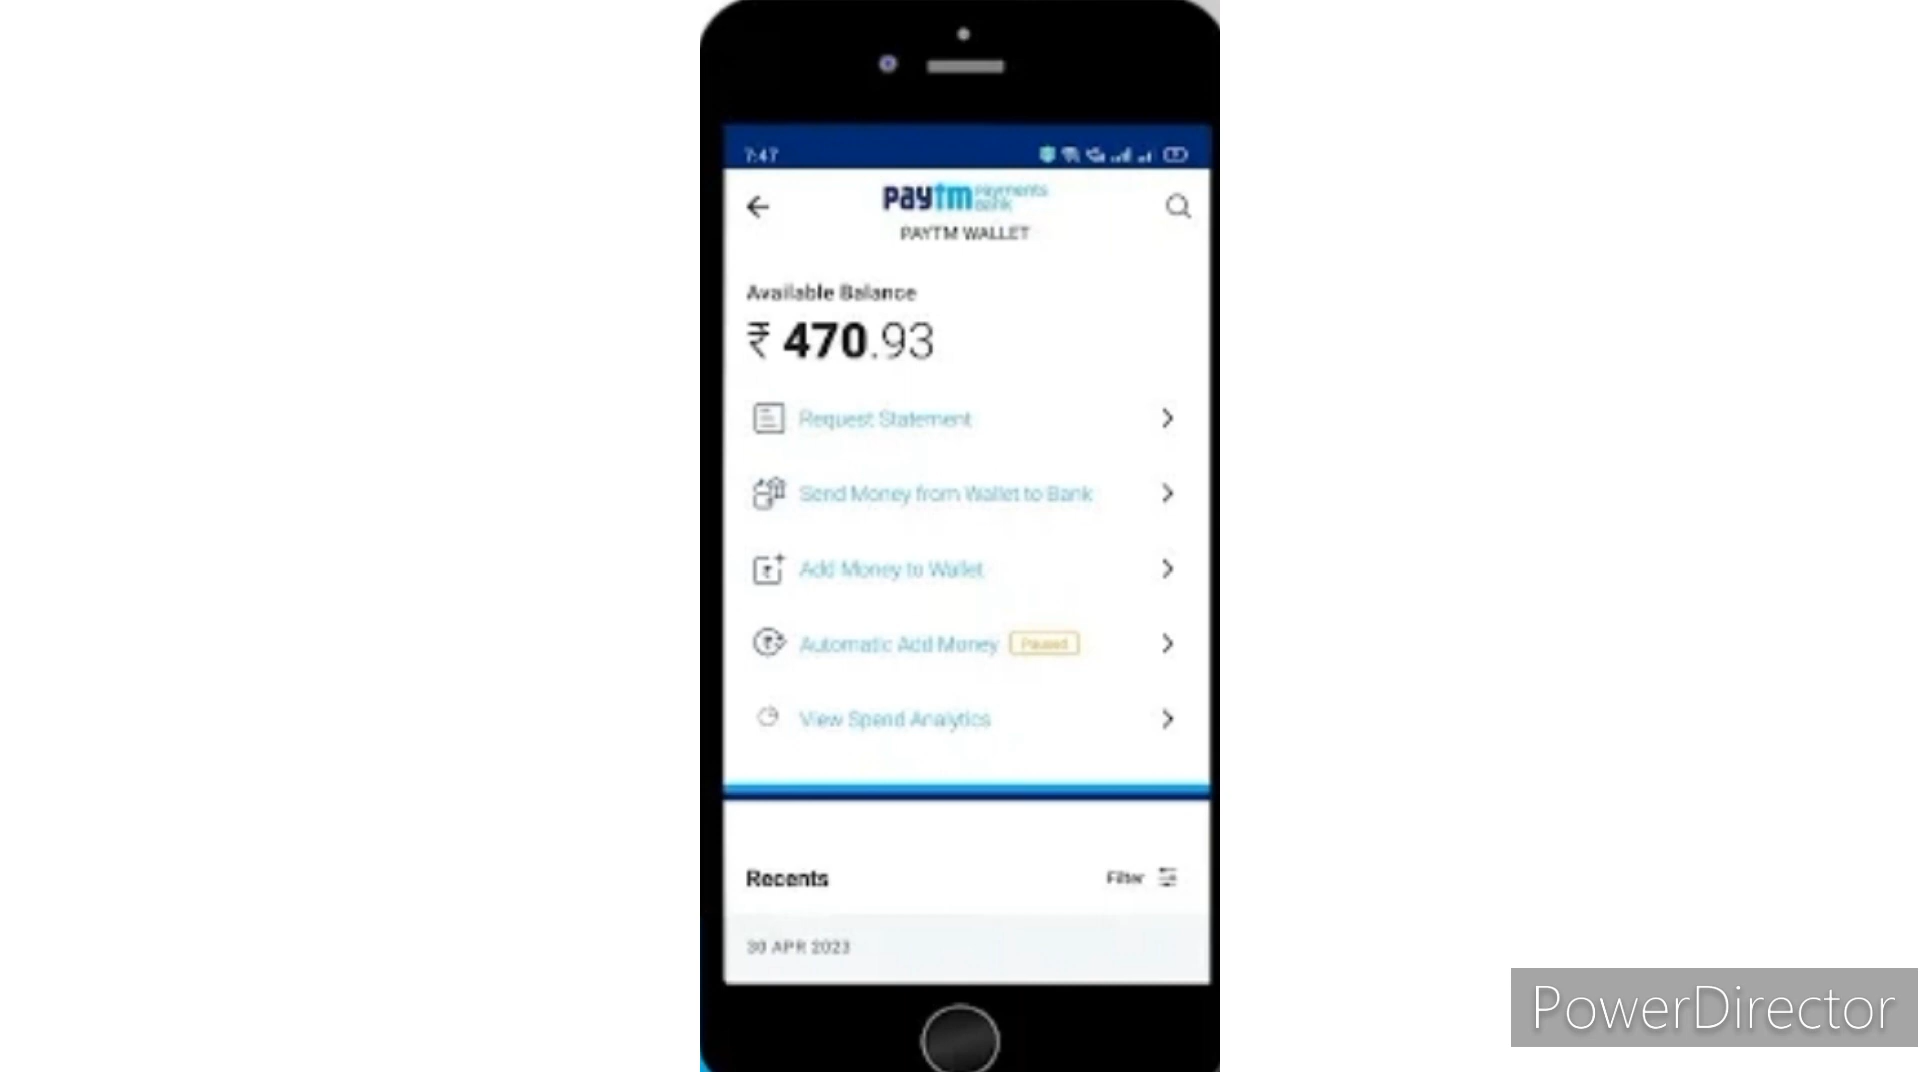 7:47
paytm payments bank
PAYTM WALLET
Available Balance
₹ 470.93
Request Statement
Send Money from Wallet to Bank
Add Money to Wallet
Automatic Add Money Paused
View Spend Analytics
Recents Filter
30 APR 2023
PowerDirector